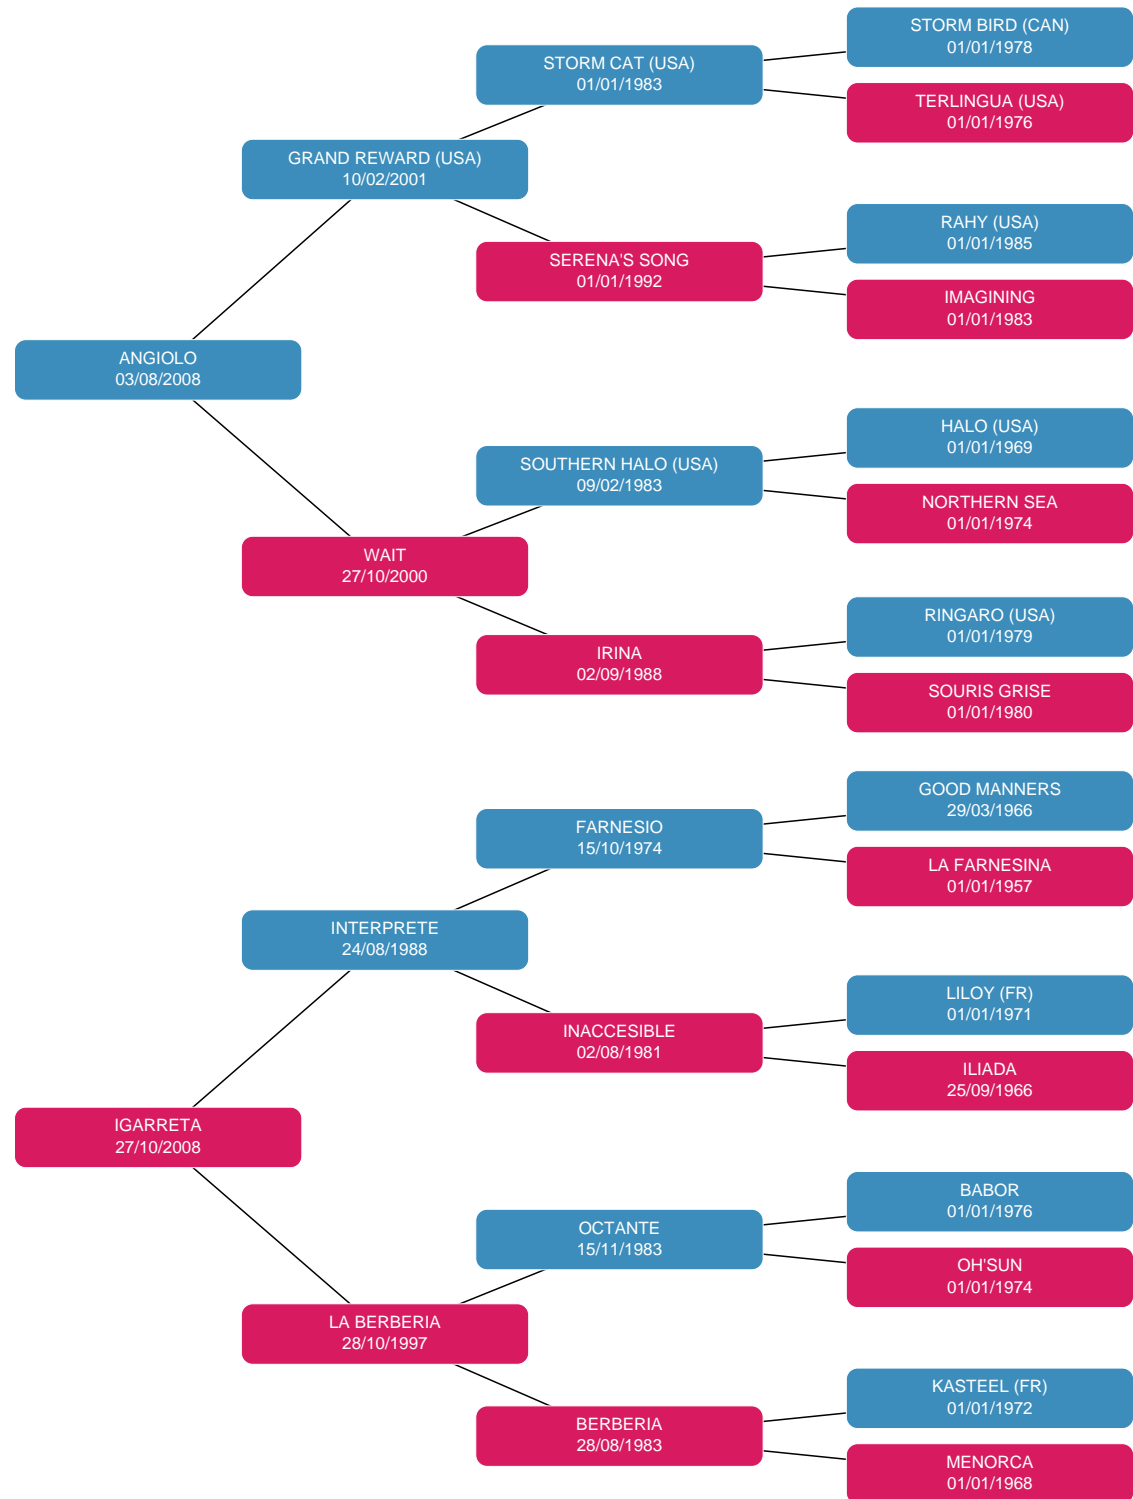 STORM BIRD (CAN)
01/01/1978
STORM CAT (USA)
01/01/1983
TERLINGUA (USA)
01/01/1976
GRAND REWARD (USA)
10/02/2001
RAHY (USA)
01/01/1985
SERENA'S SONG
01/01/1992
IMAGINING
01/01/1983
ANGIOLO
03/08/2008
HALO (USA)
01/01/1969
SOUTHERN HALO (USA)
09/02/1983
NORTHERN SEA
01/01/1974
WAIT
27/10/2000
RINGARO (USA)
01/01/1979
IRINA
02/09/1988
SOURIS GRISE
01/01/1980
GOOD MANNERS
29/03/1966
FARNESIO
15/10/1974
LA FARNESINA
01/01/1957
INTERPRETE
24/08/1988
LILOY (FR)
01/01/1971
INACCESIBLE
02/08/1981
ILIADA
25/09/1966
IGARRETA
27/10/2008
BABOR
01/01/1976
OCTANTE
15/11/1983
OH'SUN
01/01/1974
LA BERBERIA
28/10/1997
KASTEEL (FR)
01/01/1972
BERBERIA
28/08/1983
MENORCA
01/01/1968